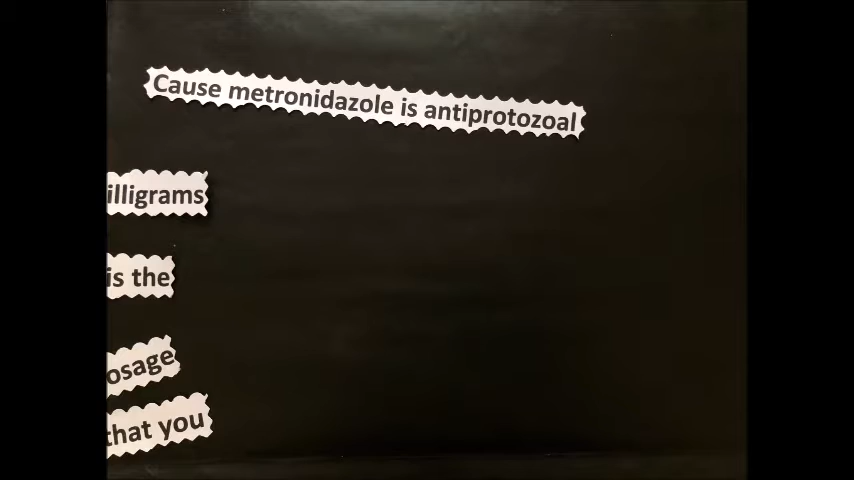 Cause metronidazole is antiprotozoal
illigrams
is the
osage
that you